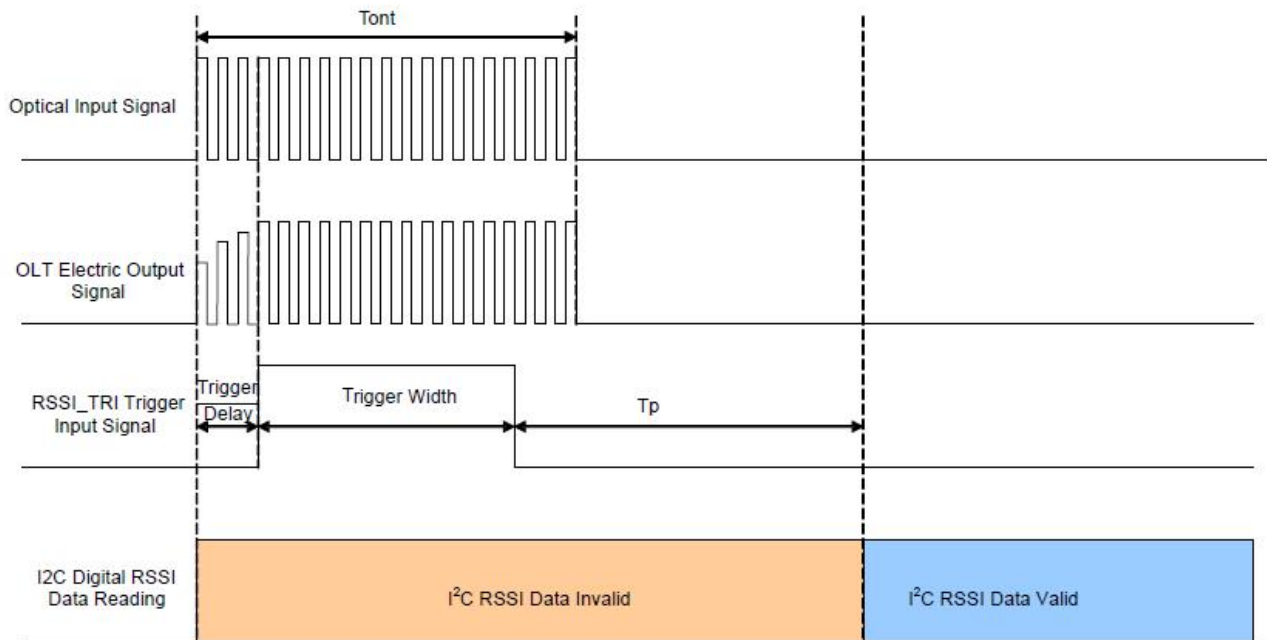 Tont
Optical Input Signal
OLT Electric Output
Signal
RSSI_TRI Trigger
Input Signal
Trigger
Delay
Trigger Width
Tp
I2C Digital RSSI
Data Reading
I²C RSSI Data Invalid
I²C RSSI Data Valid